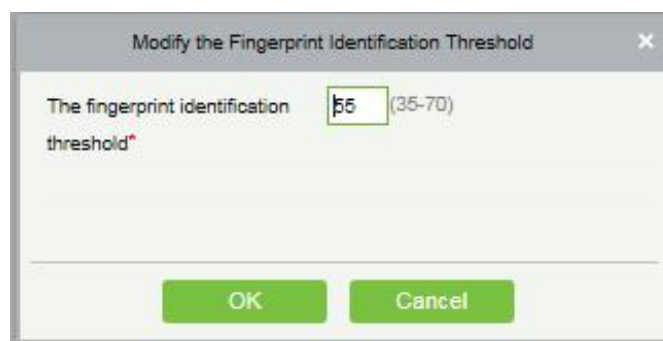 Modify the Fingerprint Identification Threshold
The fingerprint identification 55 (35-70)
threshold*
OK Cancel